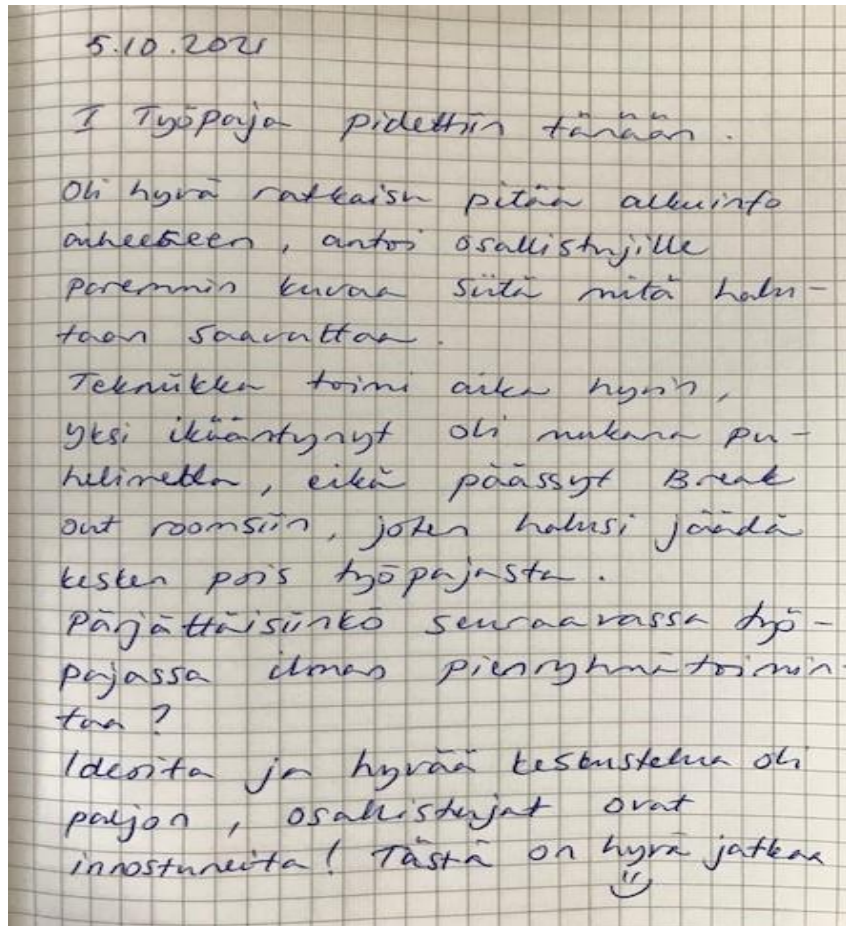 5.10.2021
I Työpaja pidettiin tänään.
Oli hyvä ratkaisu pitää alkuinfo
aiheeseen, antoi osallistujille
paremmin kuvaa siitä mitä halu-
taan saavuttaa.
Tekniikka toimi aika hyvin,
yksi ikääntynyt oli mukana pu-
helimella, eikä päässyt Break
out roomsiin, joten halusi jäädä
kesken pois työpajasta.
Pärjättäisiinkö seuraavassa työ-
pajassa ilman pienryhmätoimin-
taa?
Ideoita ja hyvää keskustelua oli
paljon, osallistujat ovat
innostuneita! Tästä on hyvä jatkaa